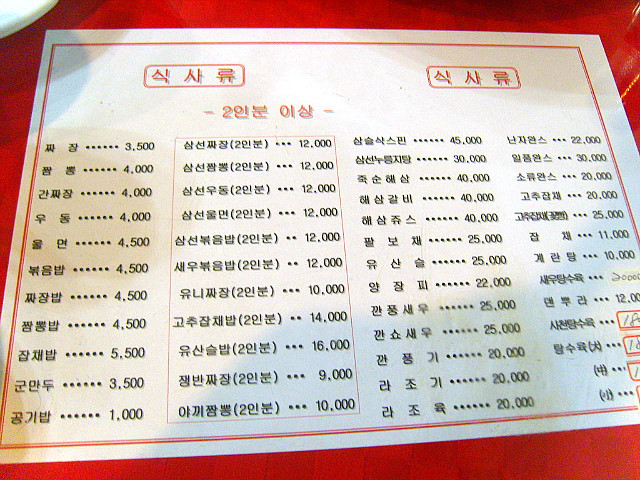 식 사 류
- 2인분 이상 -
짜 장 •••••• 3,500
짬 뽕 •••••• 4,000
간짜장 •••••• 4,000
우 동 •••••• 4,000
울 면 •••••• 4,500
볶음밥 •••••• 4,500
짜장밥 •••••• 4,500
짬뽕밥 •••••• 4,500
잡채밥 •••••• 5,500
군만두 •••••• 3,500
공기밥 •••••• 1,000
삼선짜장(2인분) ••• 12,000
삼선짬뽕(2인분) ••• 12,000
삼선우동(2인분) ••• 12,000
삼선울면(2인분) ••• 12,000
삼선볶음밥(2인분) •• 12,000
새우볶음밥(2인분) •• 12,000
유니짜장(2인분) ••• 10,000
고추잡채밥(2인분) •• 14,000
유산슬밥(2인분) ••• 16,000
쟁반짜장(2인분) ••• 9,000
야끼짬뽕(2인분) ••• 10,000
식 사 류
삼슬삭스핀 •••••• 45,000
삼선누룽지탕 •••••• 30,000
죽순해삼 •••••• 40,000
해삼갈비 •••••• 40,000
해삼쥬스 •••••• 40,000
팔 보 채 •••••• 25,000
유 산 슬 •••••• 25,000
양 장 피 •••••• 22,000
깐풍새우 •••••• 25,000
깐쇼새우 •••••• 25,000
깐 풍 기 •••••• 20,000
라 조 기 •••••• 20,000
라 조 육 •••••• 20,000
난자완스 ••• 22,000
일품완스 ••• 30,000
소류완스 ••• 20,000
고추잡채 ••• 20,000
고추잡채(꽃빵) ••• 25,000
잡 채 ••• 11,000
계 란 탕 ••• 10,000
새우탕수육 ••• 20000
덴 뿌 라 ••• 12,00
사천탕수육 •••
탕수육(大) •••
(中) •••
(小) •••